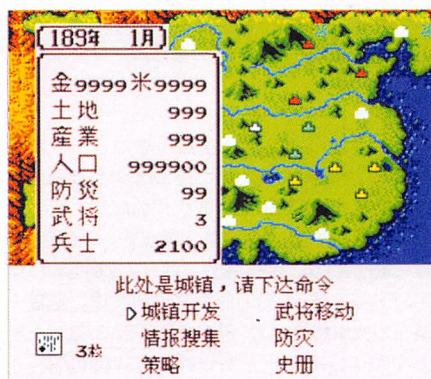 189年 1月
金9999米9999
土地 999
産業 999
人口 999900
防災 99
武将 3
兵士 2100
此处是城镇，请下达命令
城镇开发 武将移动
情报搜集 防灾
3粒 策略 史册